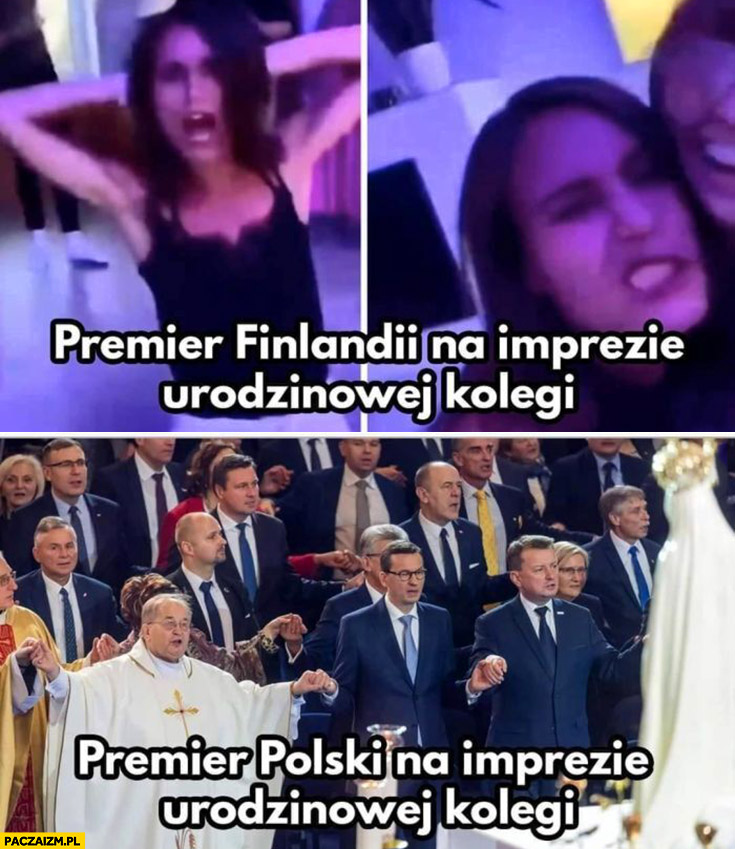 Premier Finlandii na imprezie
urodzinowej kolegi
Premier Polski na imprezie
urodzinowej kolegi
PACZAIZM.PL